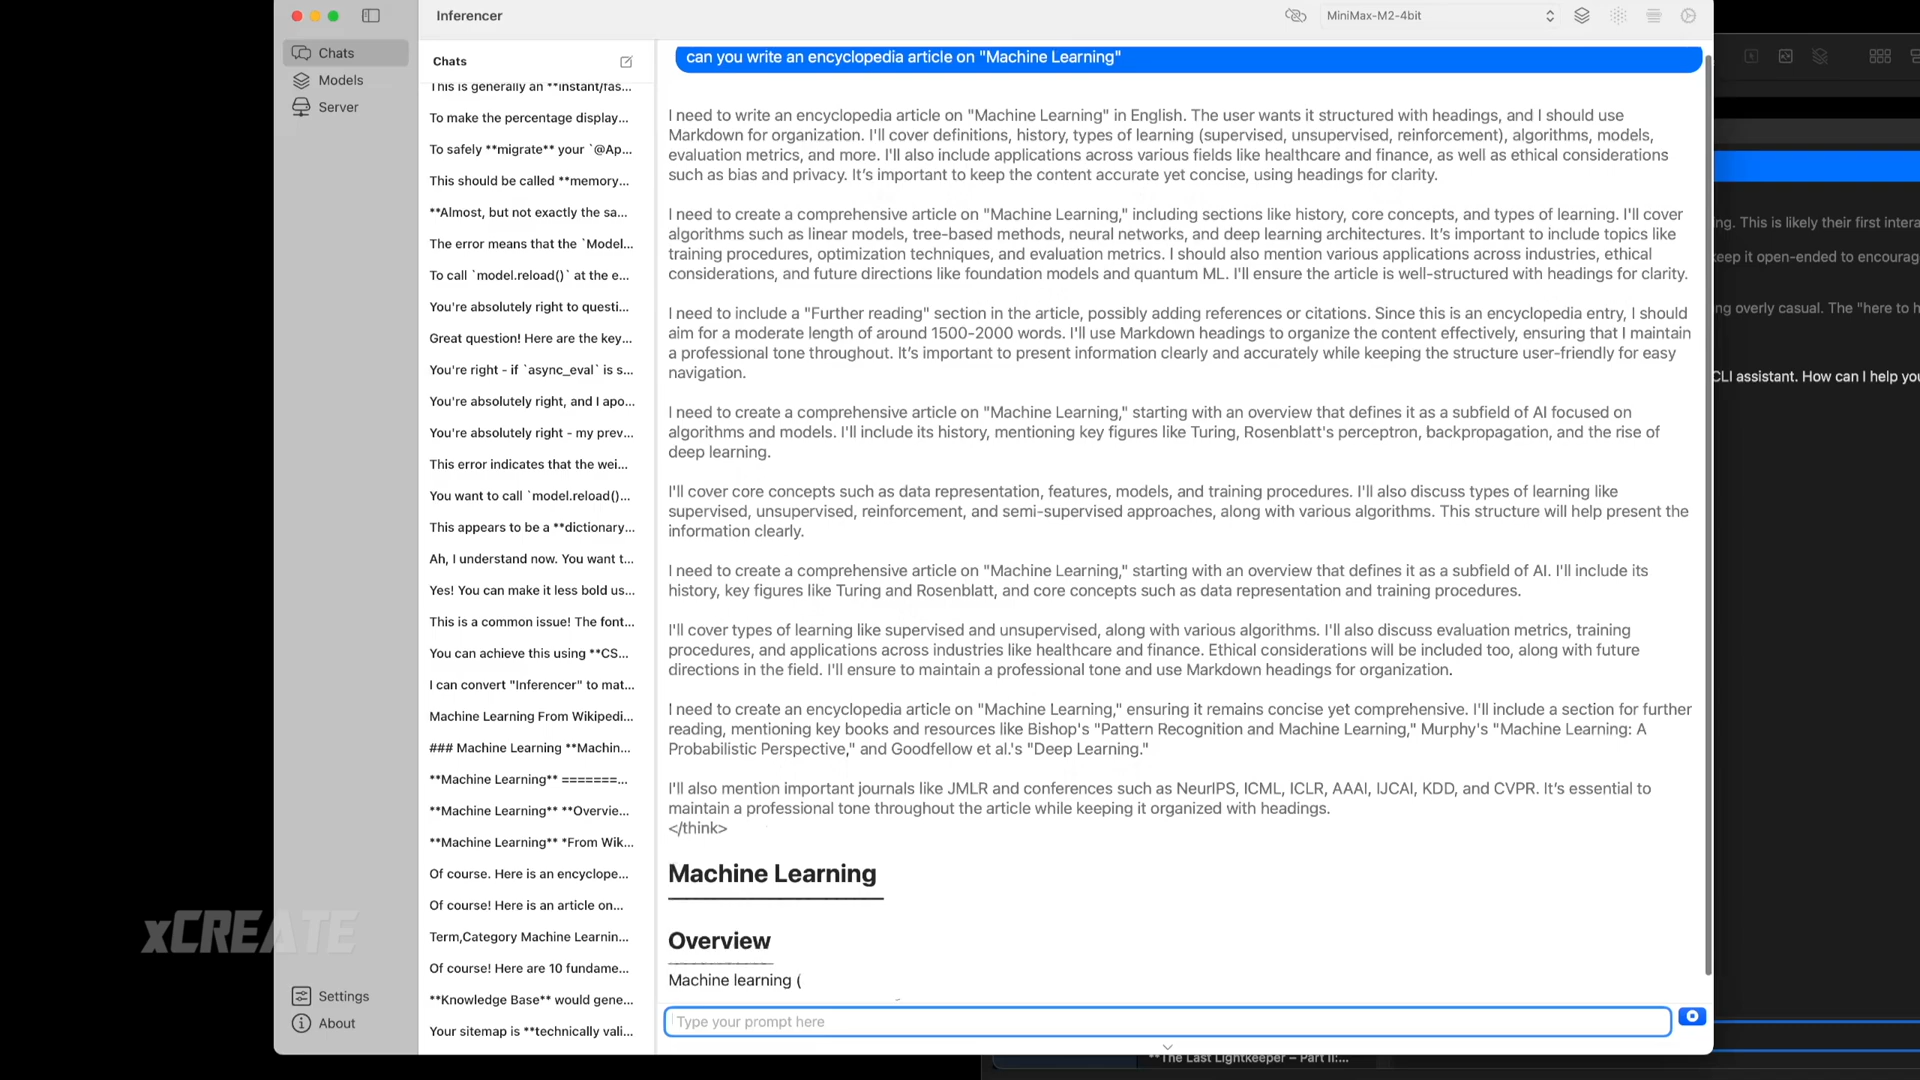 Inferencer
MiniMax-M2-4bit
Chats
Models
Server
Settings
About
Chats
This is generally an **instant/fas...
To make the percentage display...
To safely **migrate** your `@Ap...
This should be called **memory...
**Almost, but not exactly the sa...
The error means that the `Model...
To call `model.reload()` at the e...
You're absolutely right to questi...
Great question! Here are the key...
You're right - if `async_eval` is s...
You're absolutely right, and I apo...
You're absolutely right - my prev...
This error indicates that the wei...
You want to call `model.reload()...
This appears to be a **dictionary...
Ah, I understand now. You want t...
Yes! You can make it less bold us...
This is a common issue! The font...
You can achieve this using **CS...
I can convert "Inferencer" to mat...
Machine Learning From Wikipedi...
### Machine Learning **Machin...
**Machine Learning** =======...
**Machine Learning** **Overvie...
**Machine Learning** *From Wik...
Of course. Here is an encyclope...
Of course! Here is an article on...
Term,Category Machine Learnin...
Of course! Here are 10 fundame...
**Knowledge Base** would gene...
Your sitemap is **technically vali...
can you write an encyclopedia article on "Machine Learning"
I need to write an encyclopedia article on "Machine Learning" in English. The user wants it structured with headings, and I should use
Markdown for organization. I'll cover definitions, history, types of learning (supervised, unsupervised, reinforcement), algorithms, models,
evaluation metrics, and more. I'll also include applications across various fields like healthcare and finance, as well as ethical considerations
such as bias and privacy. It's important to keep the content accurate yet concise, using headings for clarity.
I need to create a comprehensive article on "Machine Learning," including sections like history, core concepts, and types of learning. I'll cover
algorithms such as linear models, tree-based methods, neural networks, and deep learning architectures. It's important to include topics like
training procedures, optimization techniques, and evaluation metrics. I should also mention various applications across industries, ethical
considerations, and future directions like foundation models and quantum ML. I'll ensure the article is well-structured with headings for clarity.
I need to include a "Further reading" section in the article, possibly adding references or citations. Since this is an encyclopedia entry, I should
aim for a moderate length of around 1500-2000 words. I'll use Markdown headings to organize the content effectively, ensuring that I maintain
a professional tone throughout. It's important to present information clearly and accurately while keeping the structure user-friendly for easy
navigation.
I need to create a comprehensive article on "Machine Learning," starting with an overview that defines it as a subfield of AI focused on
algorithms and models. I'll include its history, mentioning key figures like Turing, Rosenblatt's perceptron, backpropagation, and the rise of
deep learning.
I'll cover core concepts such as data representation, features, models, and training procedures. I'll also discuss types of learning like
supervised, unsupervised, reinforcement, and semi-supervised approaches, along with various algorithms. This structure will help present the
information clearly.
I need to create a comprehensive article on "Machine Learning," starting with an overview that defines it as a subfield of AI. I'll include its
history, key figures like Turing and Rosenblatt, and core concepts such as data representation and training procedures.
I'll cover types of learning like supervised and unsupervised, along with various algorithms. I'll also discuss evaluation metrics, training
procedures, and applications across industries like healthcare and finance. Ethical considerations will be included too, along with future
directions in the field. I'll ensure to maintain a professional tone and use Markdown headings for organization.
I need to create an encyclopedia article on "Machine Learning," ensuring it remains concise yet comprehensive. I'll include a section for further
reading, mentioning key books and resources like Bishop's "Pattern Recognition and Machine Learning," Murphy's "Machine Learning: A
Probabilistic Perspective," and Goodfellow et al.'s "Deep Learning."
I'll also mention important journals like JMLR and conferences such as NeurIPS, ICML, ICLR, AAAI, IJCAI, KDD, and CVPR. It's essential to
maintain a professional tone throughout the article while keeping it organized with headings.
</think>
Machine Learning
Overview
Machine learning (
Type your prompt here
ng. This is likely their first intera
keep it open-ended to encourag
ng overly casual. The "here to h
CLI assistant. How can I help you
**The Last Lightkeeper – Part II:...
xCREATE